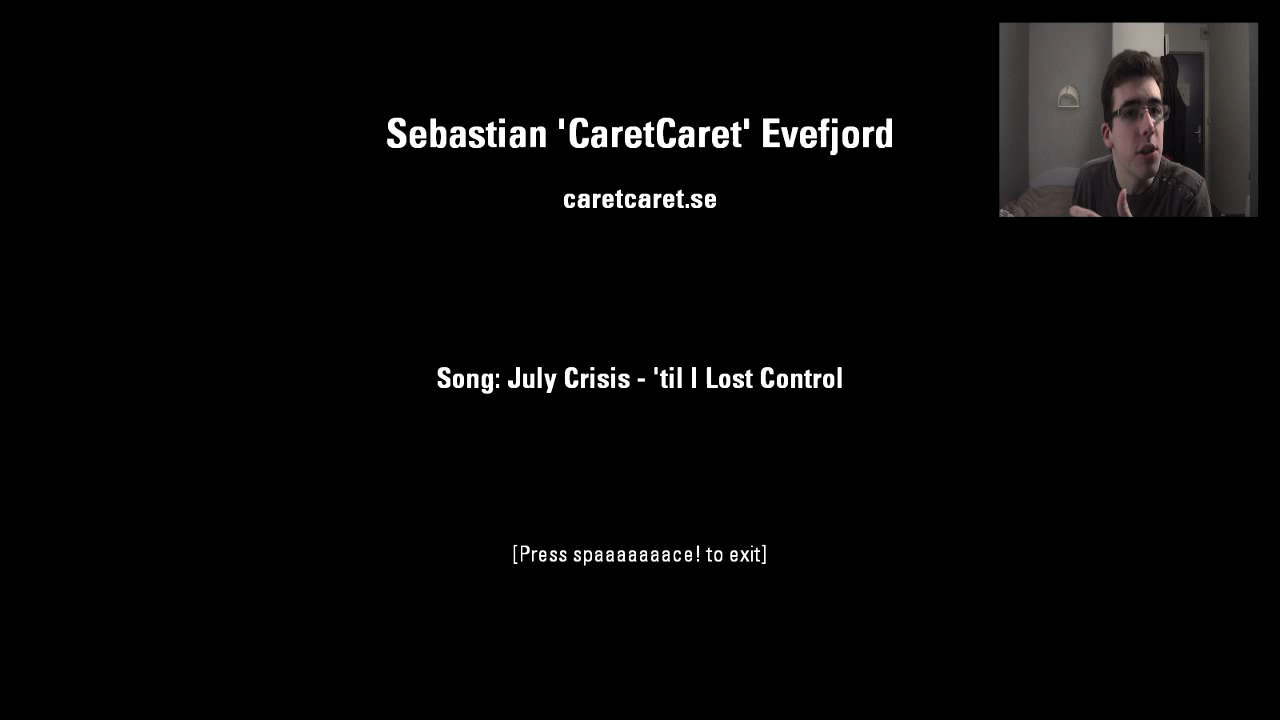 Sebastian 'CaretCaret' Evefjord
caretcaret.se
Song: July Crisis - 'til I Lost Control
[Press spaaaaaaace! to exit]